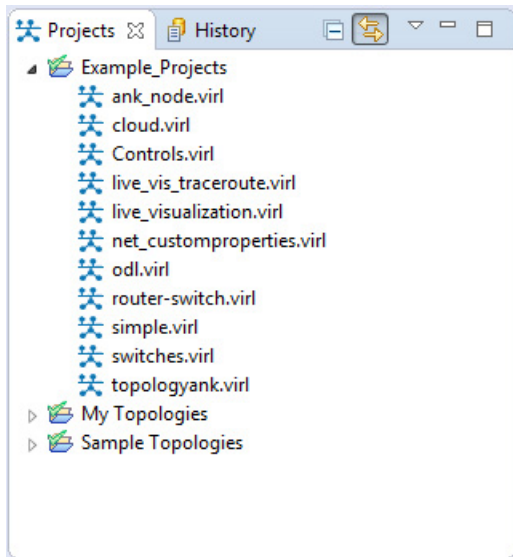 Projects History
Example_Projects
ank_node.virl
cloud.virl
Controls.virl
live_vis_traceroute.virl
live_visualization.virl
net_customproperties.virl
odl.virl
router-switch.virl
simple.virl
switches.virl
topologyank.virl
My Topologies
Sample Topologies